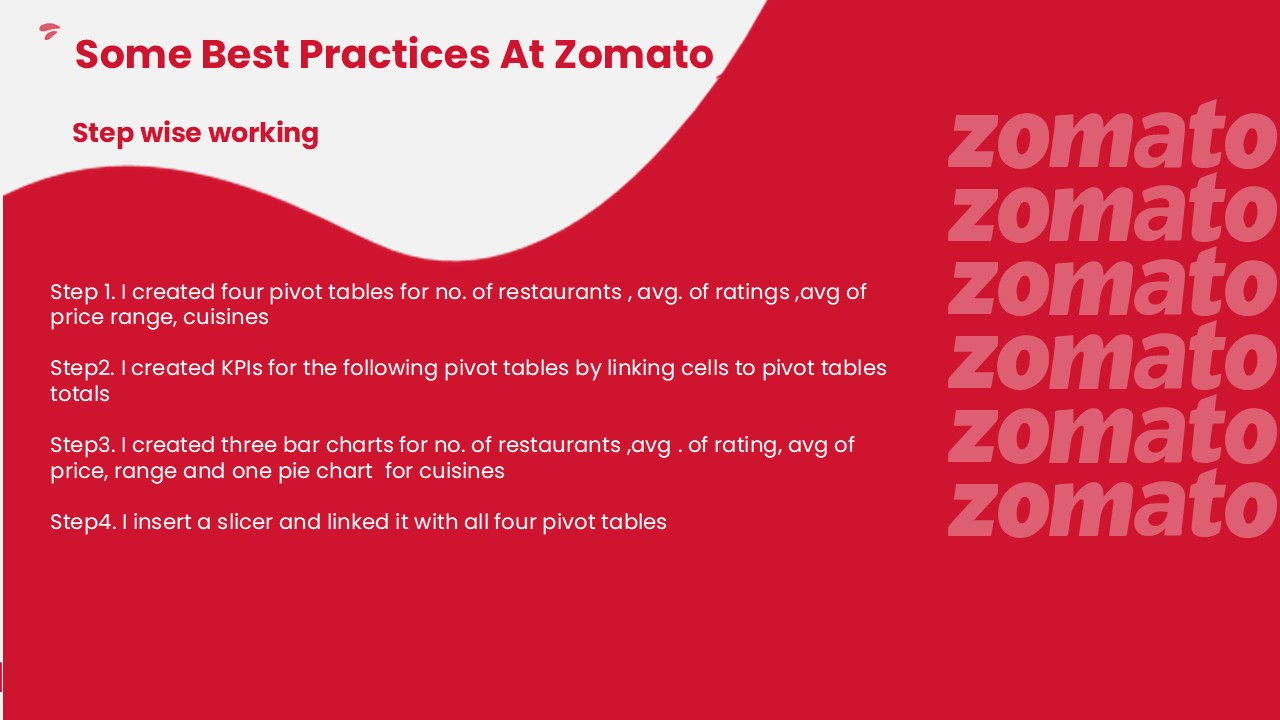 Some Best Practices At Zomato
Step wise working
Step 1. I created four pivot tables for no. of restaurants , avg. of ratings ,avg of
price range, cuisines
Step2. I created KPIs for the following pivot tables by linking cells to pivot tables
totals
Step3. I created three bar charts for no. of restaurants ,avg . of rating, avg of
price, range and one pie chart  for cuisines
Step4. I insert a slicer and linked it with all four pivot tables
zomato
zomato
zomato
zomato
zomato
zomato